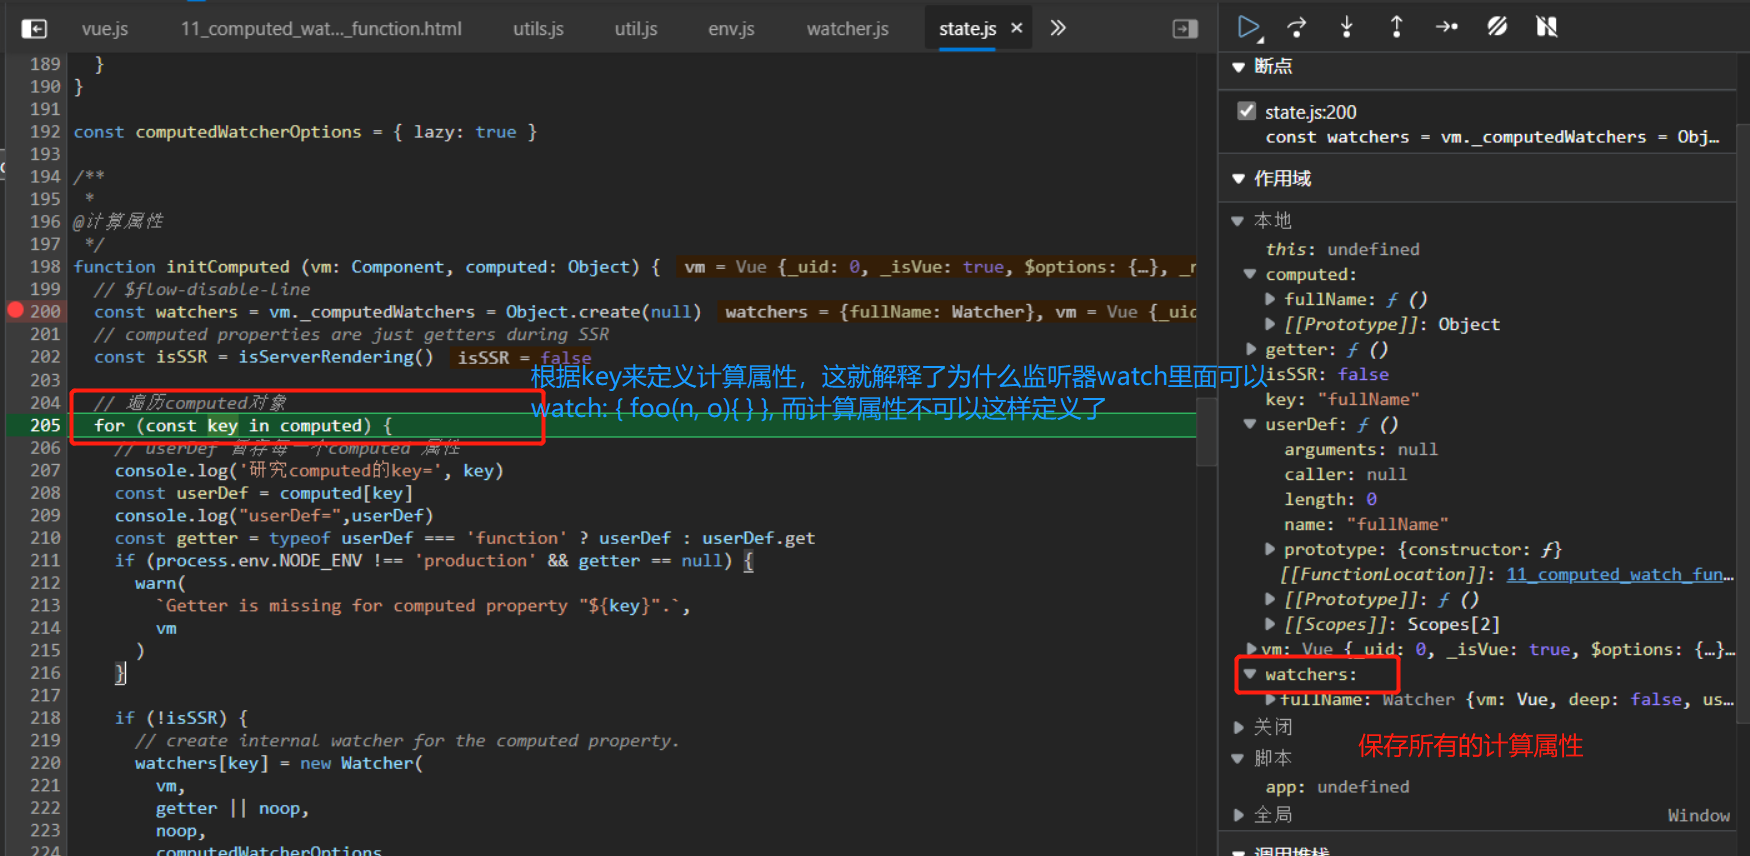 vue.js 11_computed_wat..._function.html utils.js util.js env.js watcher.js state.js ×
189 }
190 }
191
192 const computedWatcherOptions = { lazy: true }
193
194 /**
195 *
196 @计算属性
197 */
198 function initComputed (vm: Component, computed: Object) { vm = Vue {_uid: 0, _isVue: true, $options: {…}, _r
199 // $flow-disable-line
200 const watchers = vm._computedWatchers = Object.create(null) watchers = {fullName: Watcher}, vm = Vue {_uid
201 // computed properties are just getters during SSR
202 const isSSR = isServerRendering() isSSR = false
203
根据key来定义计算属性，这就解释了为什么监听器watch里面可以
watch: { foo(n, o){ } }, 而计算属性不可以这样定义了
204 // 遍历computed对象
205 for (const key in computed) {
206 // userDef 暂存每一个computed 属性
207 console.log('研究computed的key=', key)
208 const userDef = computed[key]
209 console.log("userDef=",userDef)
210 const getter = typeof userDef === 'function' ? userDef : userDef.get
211 if (process.env.NODE_ENV !== 'production' && getter == null) {
212 warn(
213 `Getter is missing for computed property "${key}".`,
214 vm
215 )
216 }
217
218 if (!isSSR) {
219 // create internal watcher for the computed property.
220 watchers[key] = new Watcher(
221 vm,
222 getter || noop,
223 noop,
224 computedWatcherOptions
断点
state.js:200
const watchers = vm._computedWatchers = Obj…
作用域
本地
this: undefined
computed:
fullName: ƒ ()
[[Prototype]]: Object
getter: ƒ ()
isSSR: false
key: "fullName"
userDef: ƒ ()
arguments: null
caller: null
length: 0
name: "fullName"
prototype: {constructor: ƒ}
[[FunctionLocation]]: 11_computed_watch_fun…
[[Prototype]]: ƒ ()
[[Scopes]]: Scopes[2]
vm: Vue {_uid: 0, _isVue: true, $options: {…}…
watchers:
fullName: Watcher {vm: Vue, deep: false, us…
关闭
保存所有的计算属性
脚本
app: undefined
全局 Window
调用堆栈